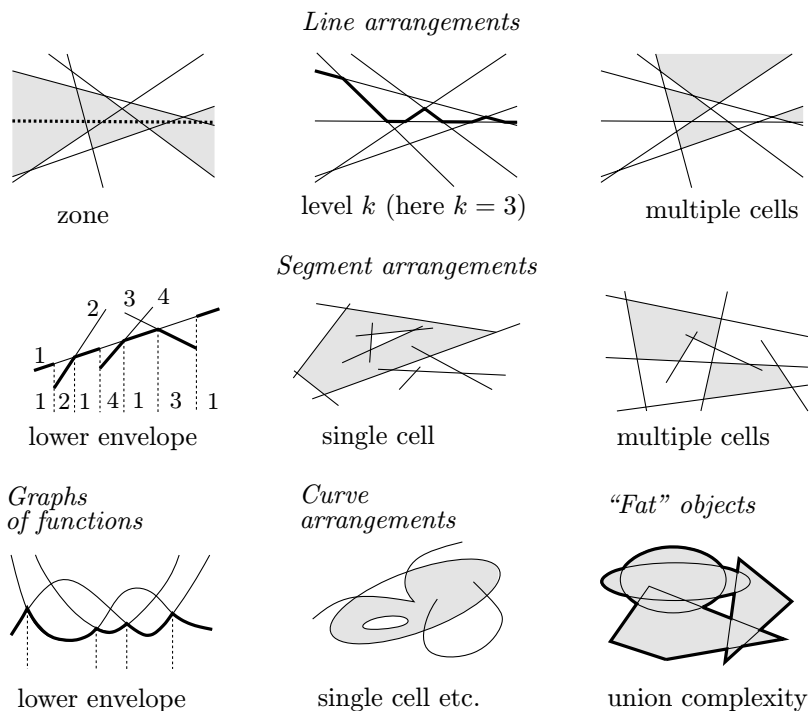 Line arrangements
zone
level k (here k = 3)
multiple cells
Segment arrangements
1
2
3
4
1 2 1 4 1 3 1
lower envelope
single cell
multiple cells
Graphs
of functions
Curve
arrangements
“Fat” objects
lower envelope
single cell etc.
union complexity